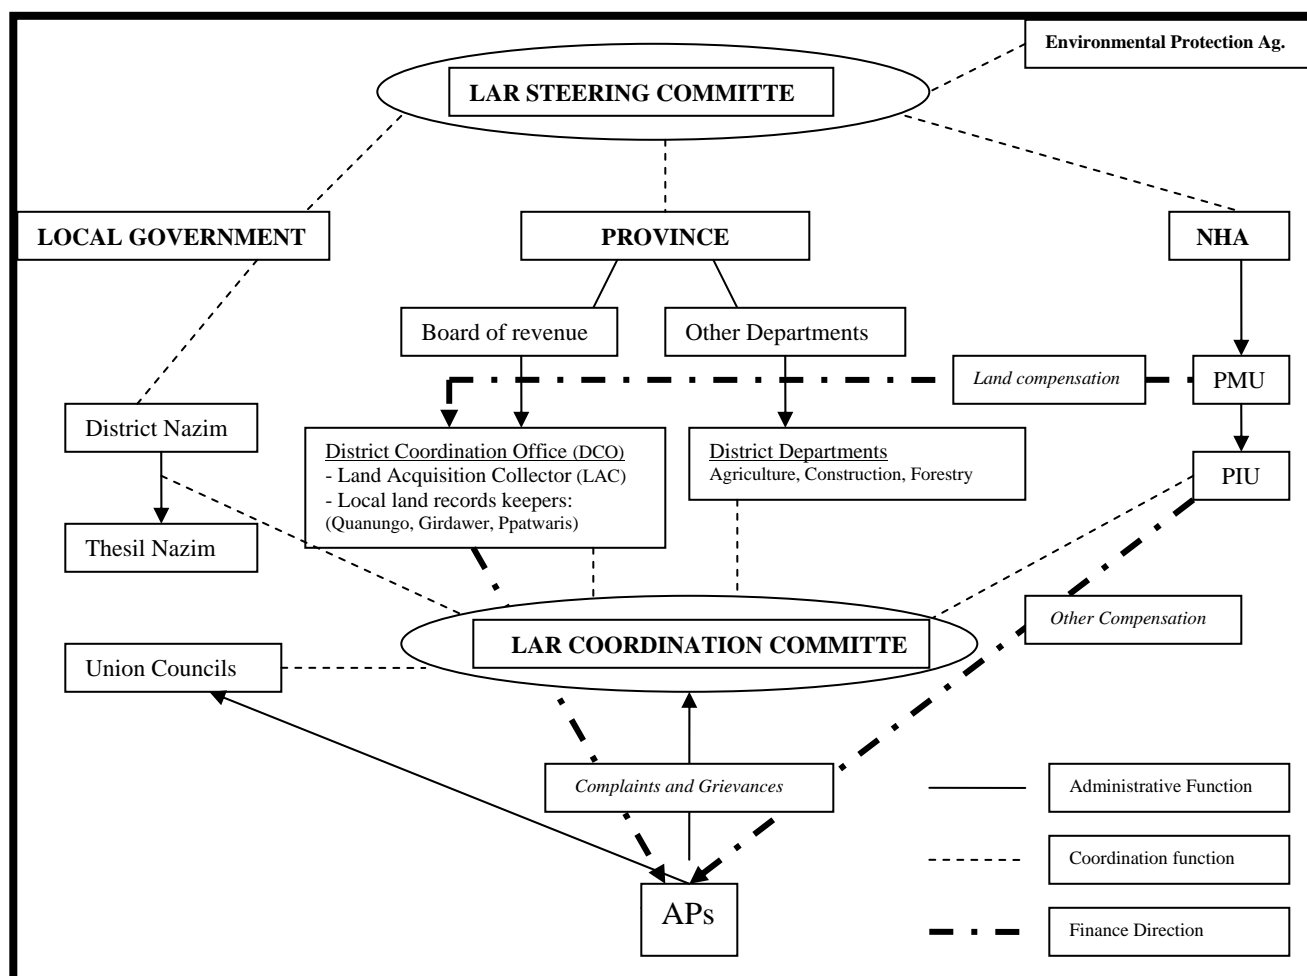 Environmental Protection Ag.
LAR STEERING COMMITTE
LOCAL GOVERNMENT
PROVINCE
NHA
Board of revenue
Other Departments
Land compensation
PMU
District Nazim
District Coordination Office (DCO)
- Land Acquisition Collector (LAC)
- Local land records keepers:
(Quanungo, Girdawer, Ppatwaris)
District Departments
Agriculture, Construction, Forestry
PIU
Thesil Nazim
Other Compensation
LAR COORDINATION COMMITTE
Union Councils
Complaints and Grievances
Administrative Function
Coordination function
APs
Finance Direction